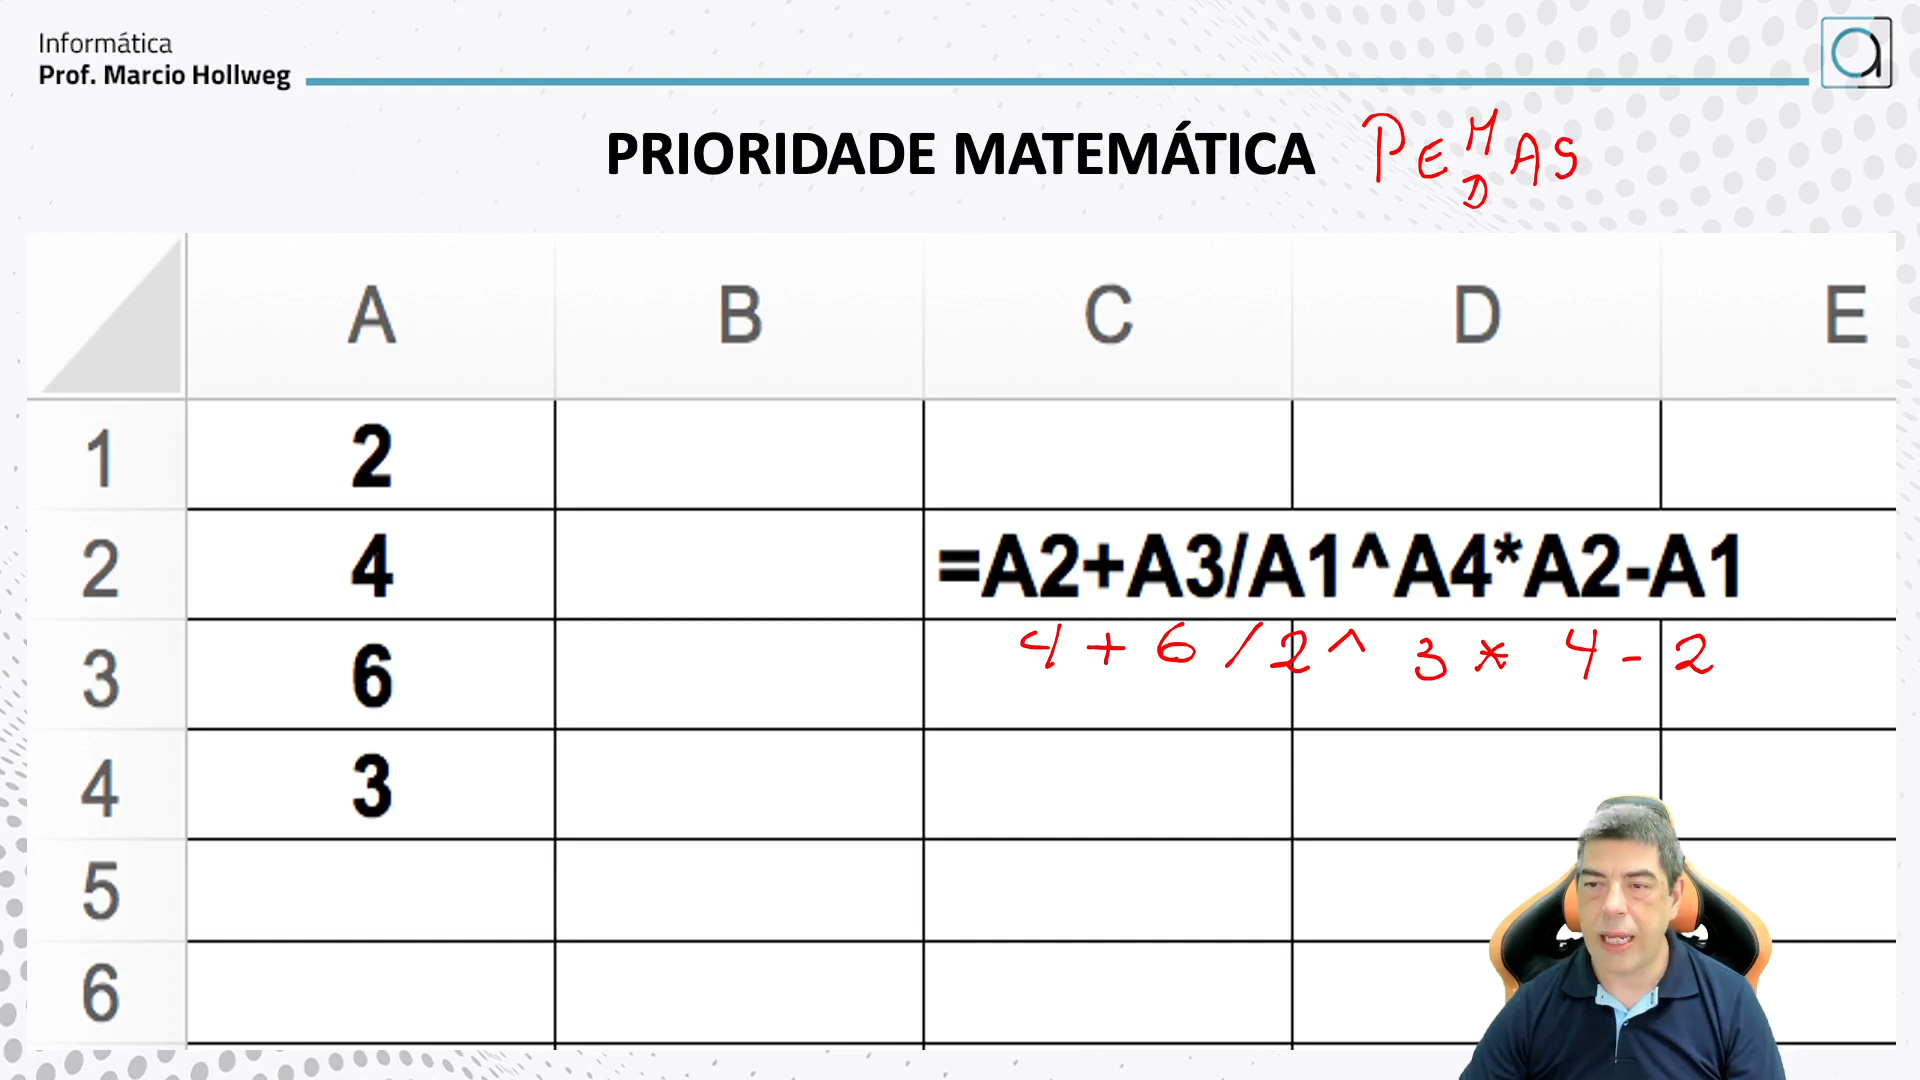 Informática
Prof. Marcio Hollweg
PRIORIDADE MATEMÁTICA PEMDAS
A B C D E
1 2
2 4 =A2+A3/A1^A4*A2-A1
4 + 6 / 2 ^ 3 * 4 - 2
3 6
4 3
5
6